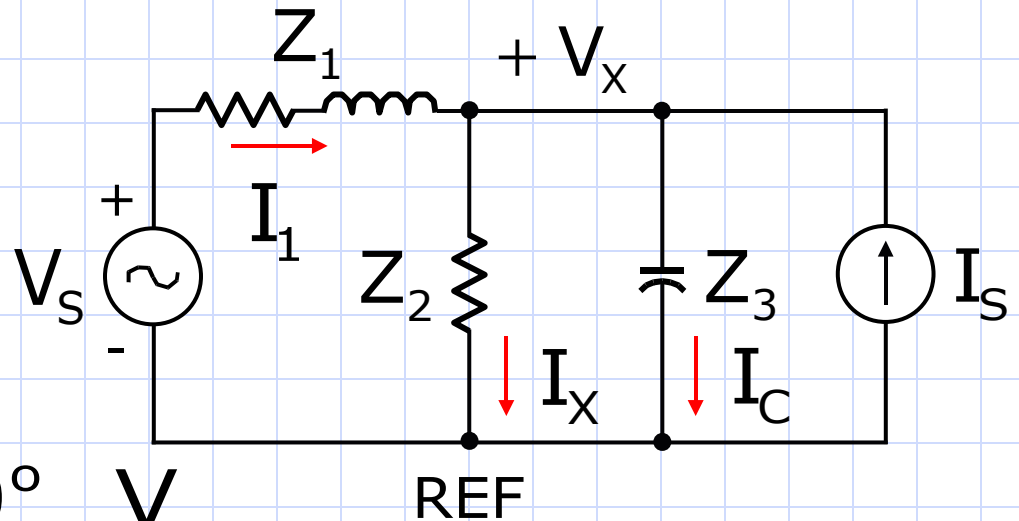 Z1
+ VX
+
I1
VS
Z2
Z3
IS
-
IX
IC
° V
REF